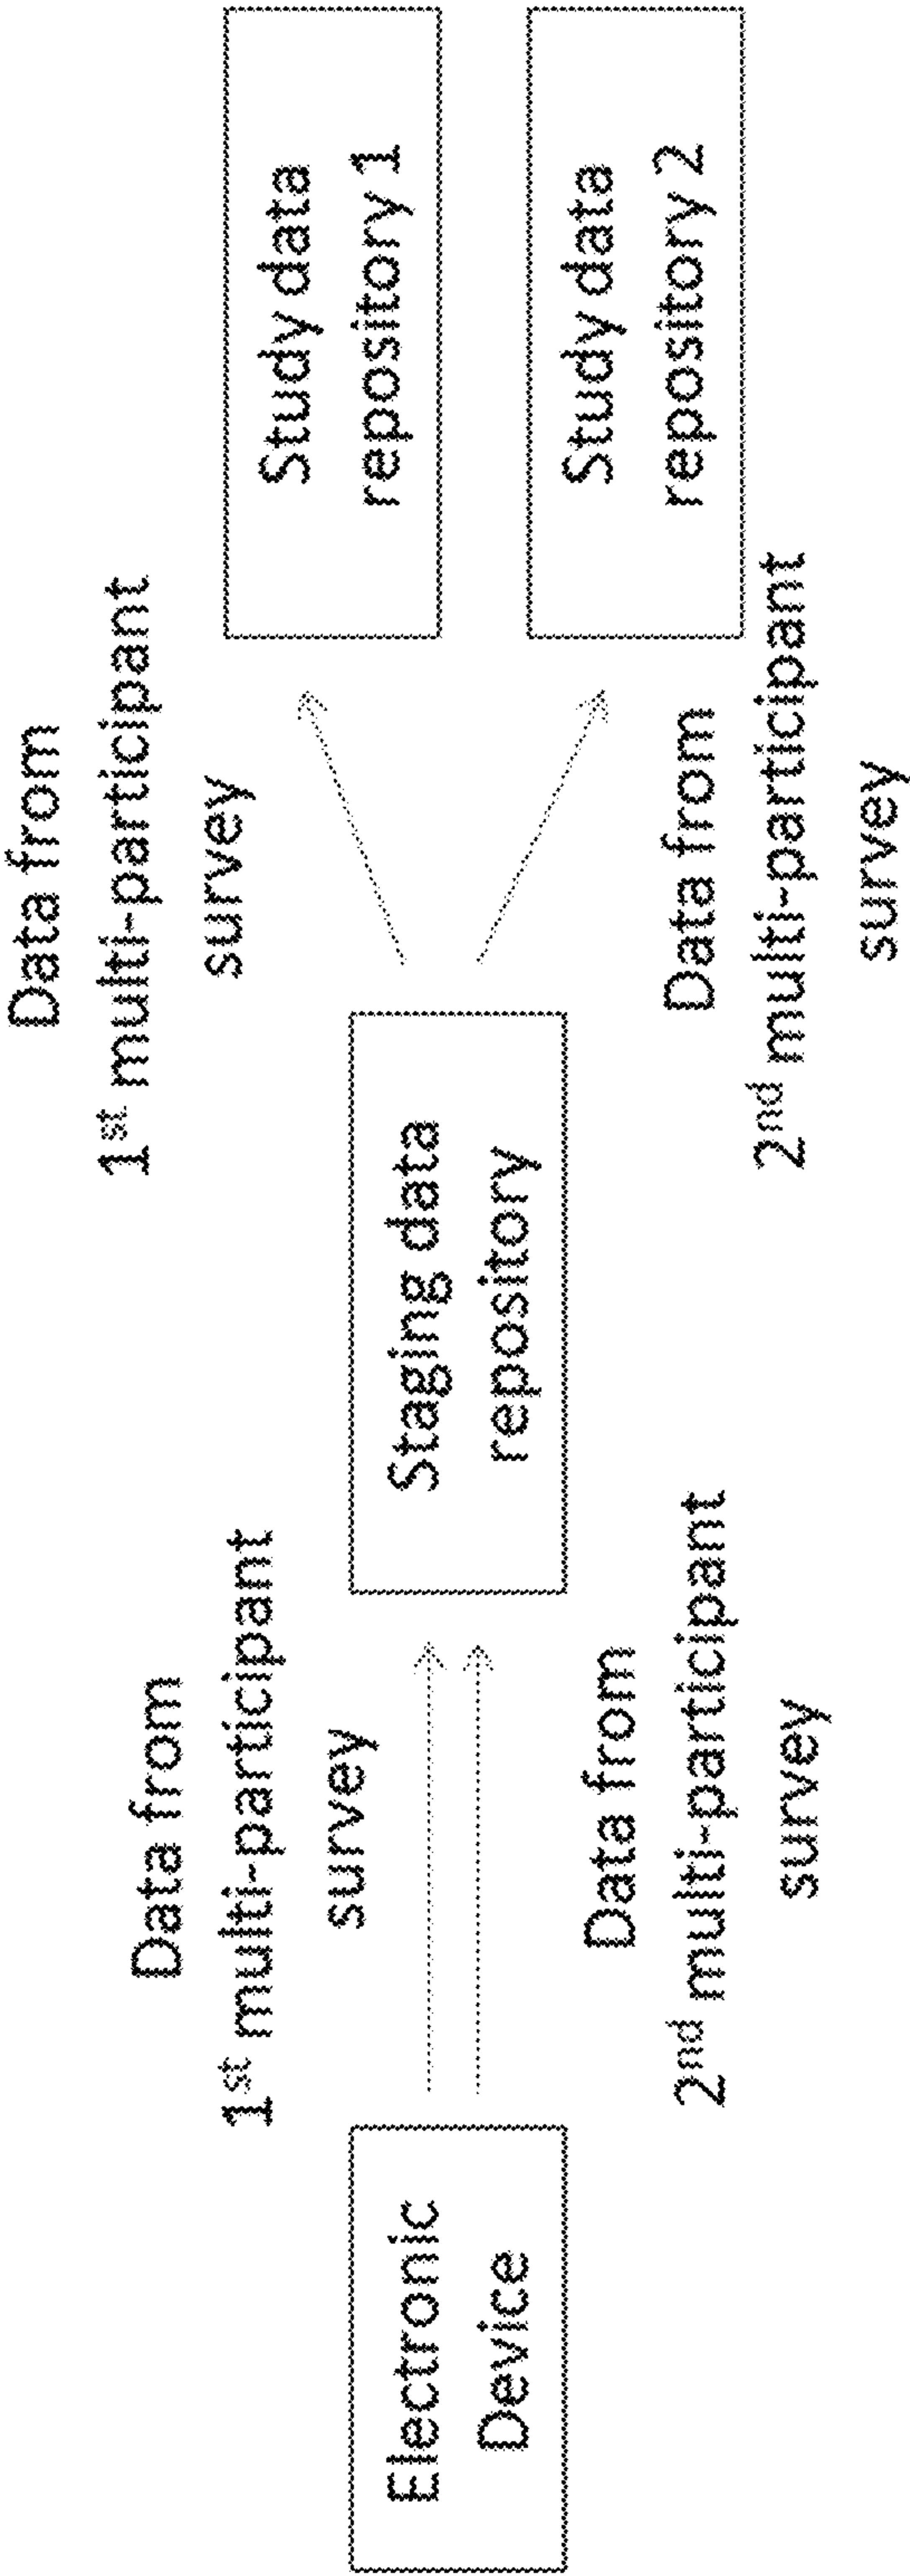 Electronic
Device
Data from
1st multi-participant
survey
Data from
2nd multi-participant
survey
Staging data
repository
Data from
1st multi-participant
survey
Data from
2nd multi-participant
survey
Study data
repository 1
Study data
repository 2